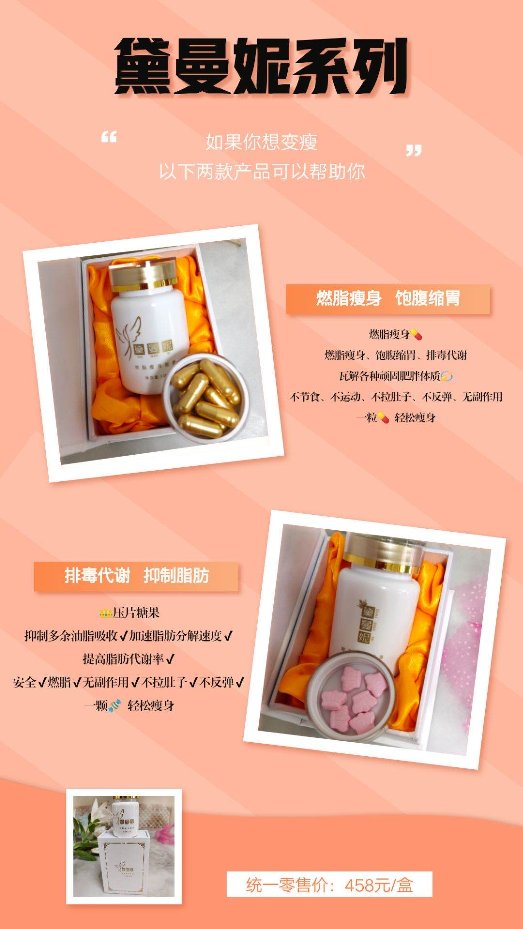 黛曼妮系列
“
如果你想变瘦
以下两款产品可以帮助你
”
燃脂瘦身 饱腹缩胃
燃脂瘦身💊
燃脂瘦身、饱腹缩胃、排毒代谢
瓦解各种顽固肥胖体质💫
不节食、不运动、不拉肚子、不反弹、无副作用
一粒💊 轻松瘦身
黛曼妮
排毒代谢 抑制脂肪
🎫压片糖果
抑制多余油脂吸收✓加速脂肪分解速度✓
提高脂肪代谢率✓
安全✓燃脂✓无副作用✓不拉肚子✓不反弹✓
一颗🍬 轻松瘦身
黛曼妮
统一零售价：458元/盒